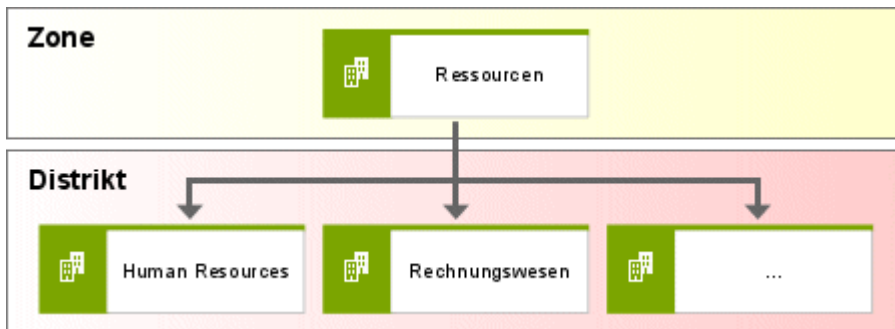 Zone
Ressourcen
Distrikt
Human Resources
Rechnungswesen
...